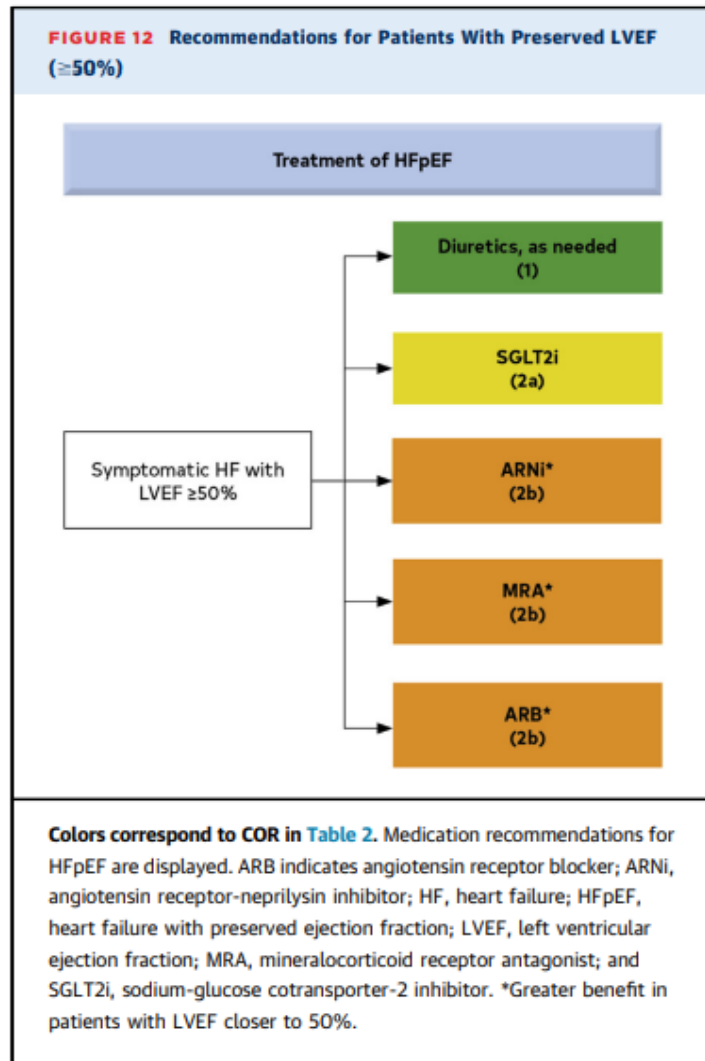 FIGURE 12 Recommendations for Patients With Preserved LVEF
(≥50%)
Treatment of HFpEF
Diuretics, as needed
(1)
SGLT2i
(2a)
Symptomatic HF with
LVEF ≥50%
ARNi*
(2b)
MRA*
(2b)
ARB*
(2b)
Colors correspond to COR in Table 2. Medication recommendations for
HFpEF are displayed. ARB indicates angiotensin receptor blocker; ARNi,
angiotensin receptor-neprilysin inhibitor; HF, heart failure; HFpEF,
heart failure with preserved ejection fraction; LVEF, left ventricular
ejection fraction; MRA, mineralocorticoid receptor antagonist; and
SGLT2i, sodium-glucose cotransporter-2 inhibitor. *Greater benefit in
patients with LVEF closer to 50%.